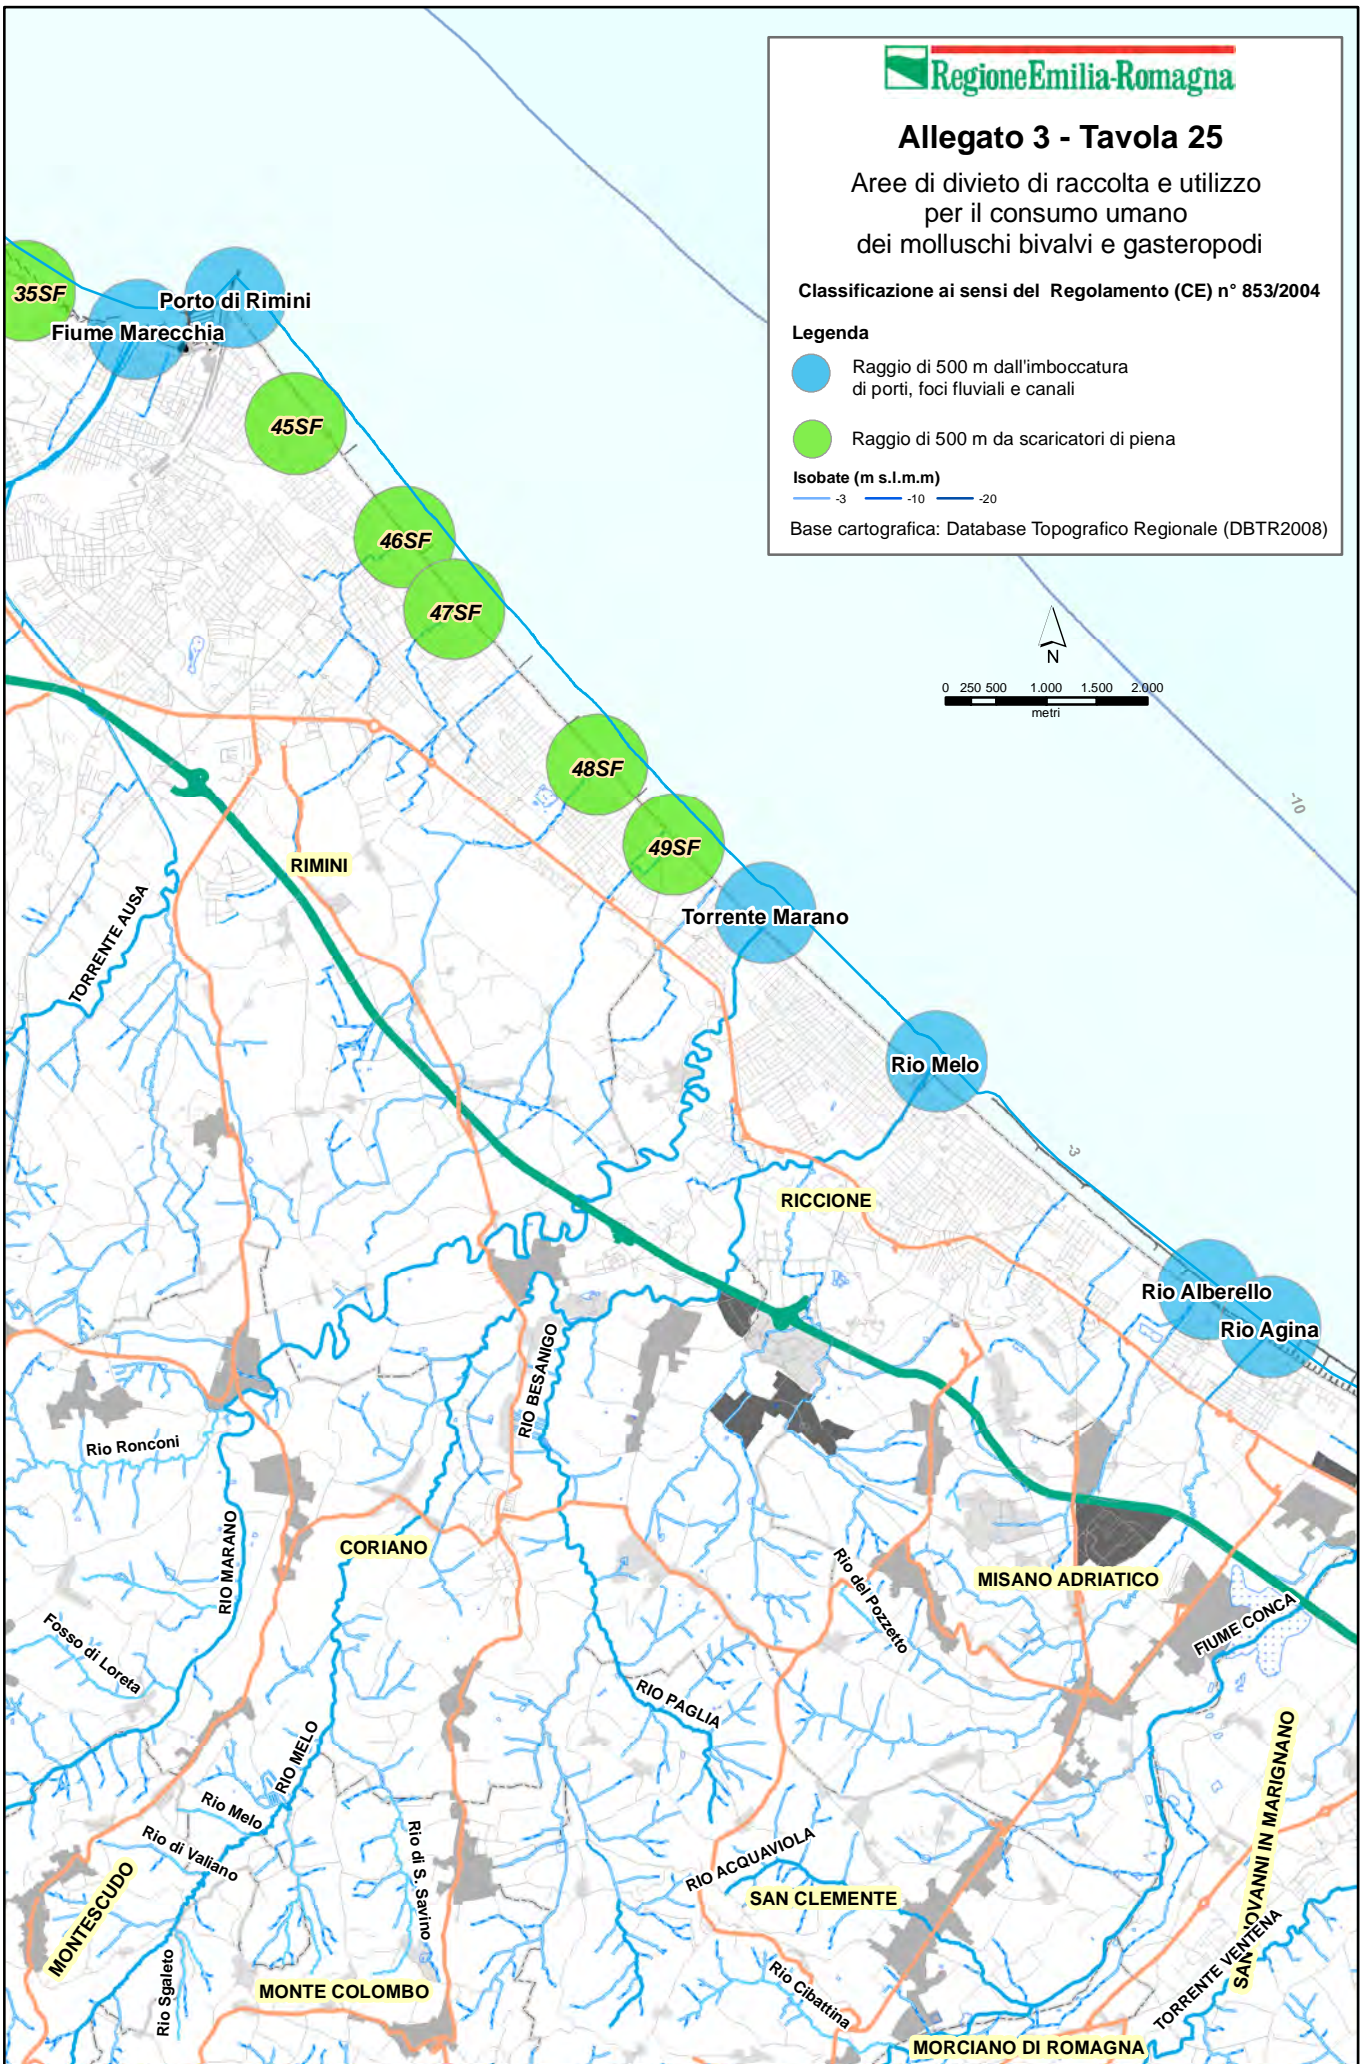 RegioneEmilia-Romagna
Allegato 3 - Tavola 25
Aree di divieto di raccolta e utilizzo
per il consumo umano
dei molluschi bivalvi e gasteropodi
Classificazione ai sensi del Regolamento (CE) n° 853/2004
Legenda
Raggio di 500 m dall'imboccatura
di porti, foci fluviali e canali
Raggio di 500 m da scaricatori di piena
Isobate (m s.l.m.m)
-3 -10 -20
Base cartografica: Database Topografico Regionale (DBTR2008)
N
0 250 500 1.000 1.500 2.000
metri
35SF
Porto di Rimini
Fiume Marecchia
45SF
46SF
47SF
48SF
-10
49SF
RIMINI
Torrente Marano
TORRENTE AUSA
Rio Melo
-3
RICCIONE
Rio Alberello
Rio Agina
RIO BESANIGO
Rio Ronconi
RIO MARANO
CORIANO
Rio del Pozzetto
MISANO ADRIATICO
FIUME CONCA
Fosso di Loreta
RIO PAGLIA
RIO MELO
Rio Melo
Rio di Valiano
Rio di S. Savino
RIO ACQUAVIOLA
SAN CLEMENTE
MONTESCUDO
Rio Sgaleto
MONTE COLOMBO
Rio Cibattina
TORRENTE VENTENA
MORCIANO DI ROMAGNA